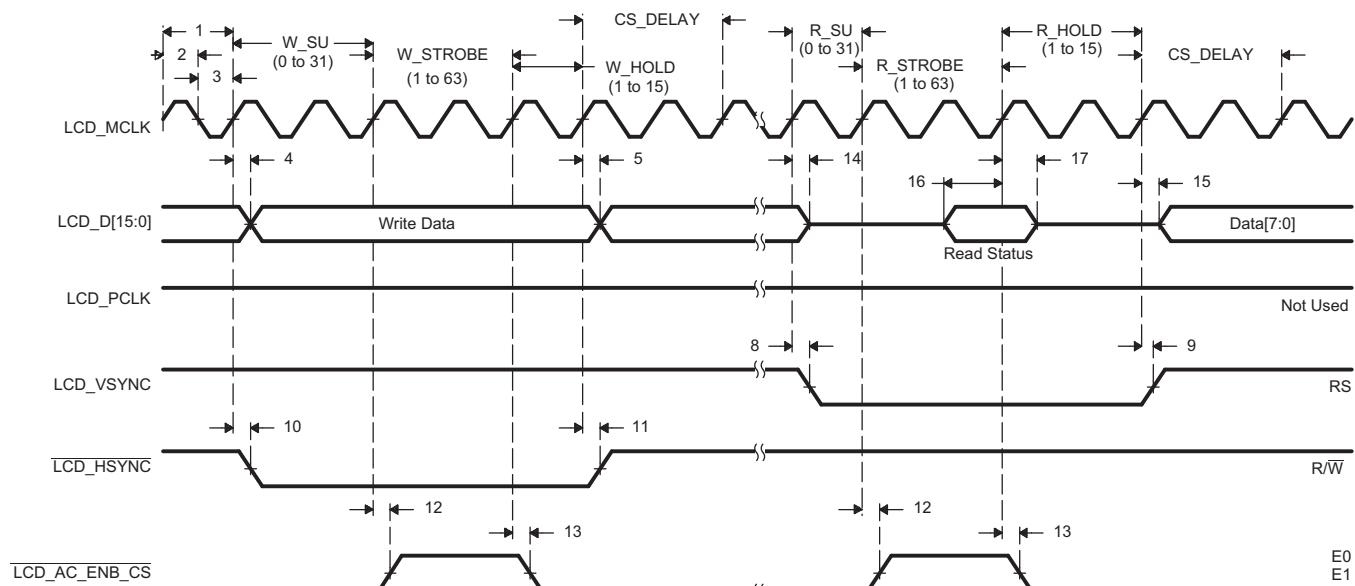 1
CS_DELAY
R_SU
(0 to 31)
R_HOLD
(1 to 15)
2
W_SU
(0 to 31)
W_STROBE
(1 to 63)
W_HOLD
(1 to 15)
R_STROBE
(1 to 63)
CS_DELAY
3
LCD_MCLK
4
5
14
17
16
15
LCD_D[15:0]
Write Data
Read Status
Data[7:0]
LCD_PCLK
Not Used
8
9
LCD_VSYNC
RS
10
11
LCD_HSYNC
R/W
12
13
12
13
LCD_AC_ENB_CS
E0
E1